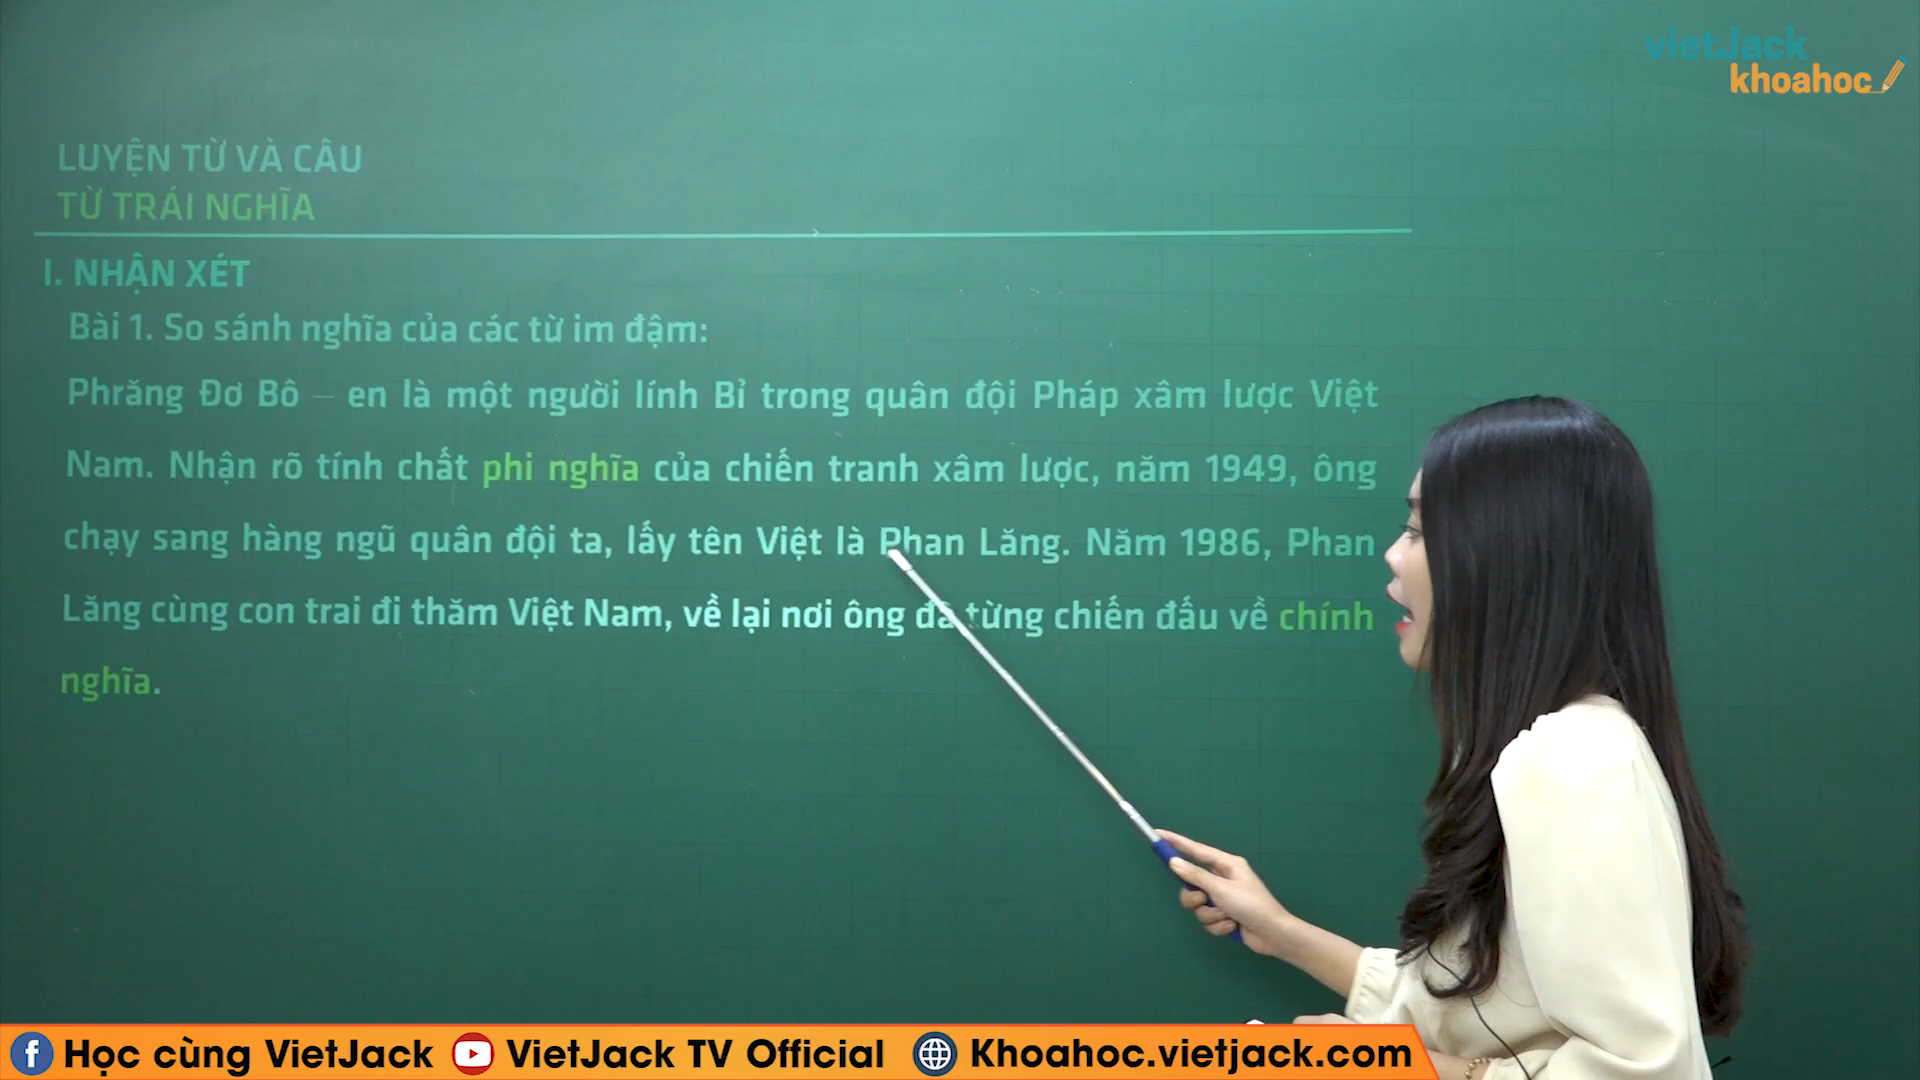 vietJack
khoahoc
LUYỆN TỪ VÀ CÂU
TỪ TRÁI NGHĨA
I. NHẬN XÉT
Bài 1. So sánh nghĩa của các từ im đậm:
Phrăng Đơ Bô – en là một người lính Bỉ trong quân đội Pháp xâm lược Việt
Nam. Nhận rõ tính chất phi nghĩa của chiến tranh xâm lược, năm 1949, ông
chạy sang hàng ngũ quân đội ta, lấy tên Việt là Phan Lăng. Năm 1986, Phan
Lăng cùng con trai đi thăm Việt Nam, về lại nơi ông đã từng chiến đấu về chính
nghĩa.
Học cùng VietJack VietJack TV Official Khoahoc.vietjack.com